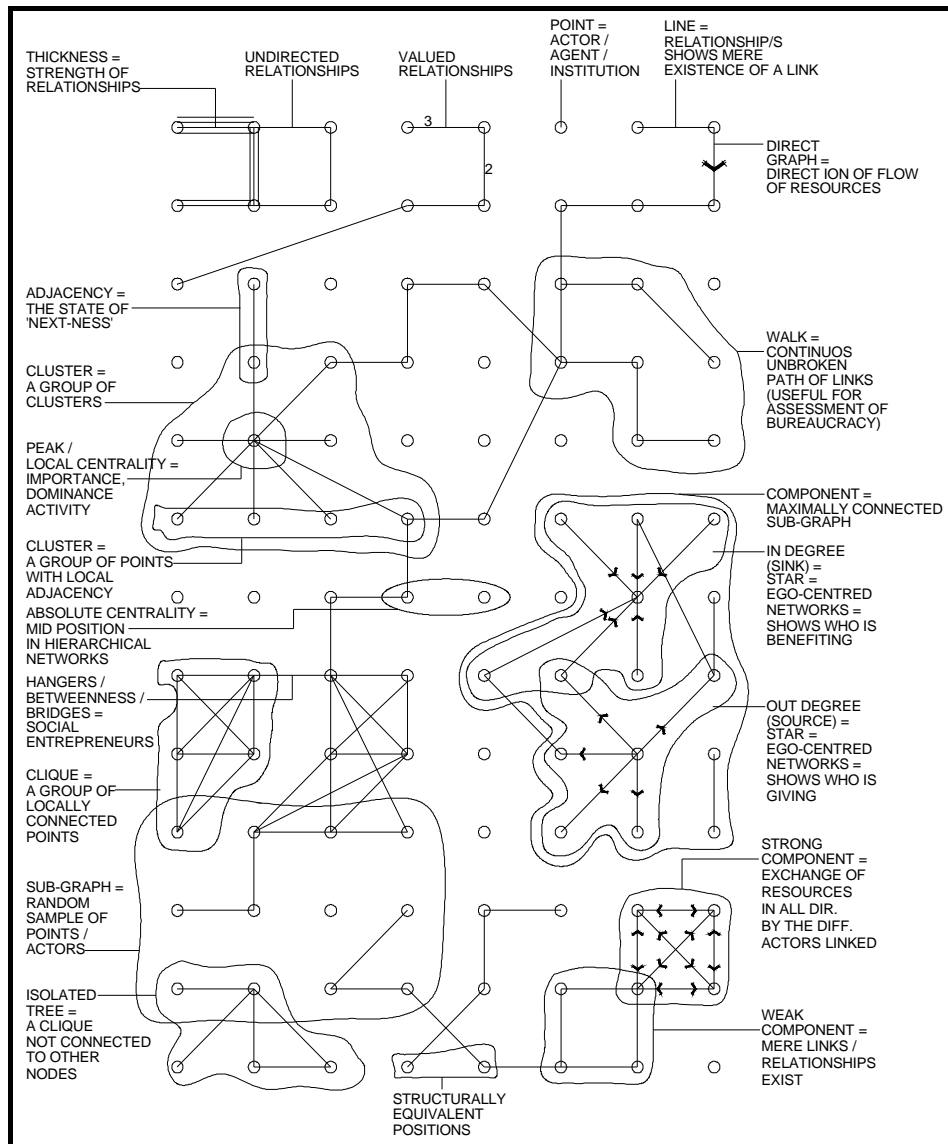 THICKNESS =
STRENGTH OF
RELATIONSHIPS
UNDIRECTED
RELATIONSHIPS
VALUED
RELATIONSHIPS
POINT =
ACTOR /
AGENT /
INSTITUTION
LINE =
RELATIONSHIP/S
SHOWS MERE
EXISTENCE OF A LINK
3
2
DIRECT
GRAPH =
DIRECT ION OF FLOW
OF RESOURCES
ADJACENCY =
THE STATE OF
'NEXT-NESS'
CLUSTER =
A GROUP OF
CLUSTERS
PEAK /
LOCAL CENTRALITY =
IMPORTANCE,
DOMINANCE
ACTIVITY
CLUSTER =
A GROUP OF POINTS
WITH LOCAL
ADJACENCY
ABSOLUTE CENTRALITY =
MID POSITION
IN HIERARCHICAL
NETWORKS
HANGERS /
BETWEENNESS /
BRIDGES =
SOCIAL
ENTREPRENEURS
CLIQUE =
A GROUP OF
LOCALLY
CONNECTED
POINTS
SUB-GRAPH =
RANDOM
SAMPLE OF
POINTS /
ACTORS
ISOLATED
TREE =
A CLIQUE
NOT CONNECTED
TO OTHER
NODES
WALK =
CONTINUOS
UNBROKEN
PATH OF LINKS
(USEFUL FOR
ASSESSMENT OF
BUREAUCRACY)
COMPONENT =
MAXIMALLY CONNECTED
SUB-GRAPH
IN DEGREE
(SINK) =
STAR =
EGO-CENTRED
NETWORKS =
SHOWS WHO IS
BENEFITING
OUT DEGREE
(SOURCE) =
STAR =
EGO-CENTRED
NETWORKS =
SHOWS WHO IS
GIVING
STRONG
COMPONENT =
EXCHANGE OF
RESOURCES
IN ALL DIR.
BY THE DIFF.
ACTORS LINKED
WEAK
COMPONENT =
MERE LINKS /
RELATIONSHIPS
EXIST
STRUCTURALLY
EQUIVALENT
POSITIONS